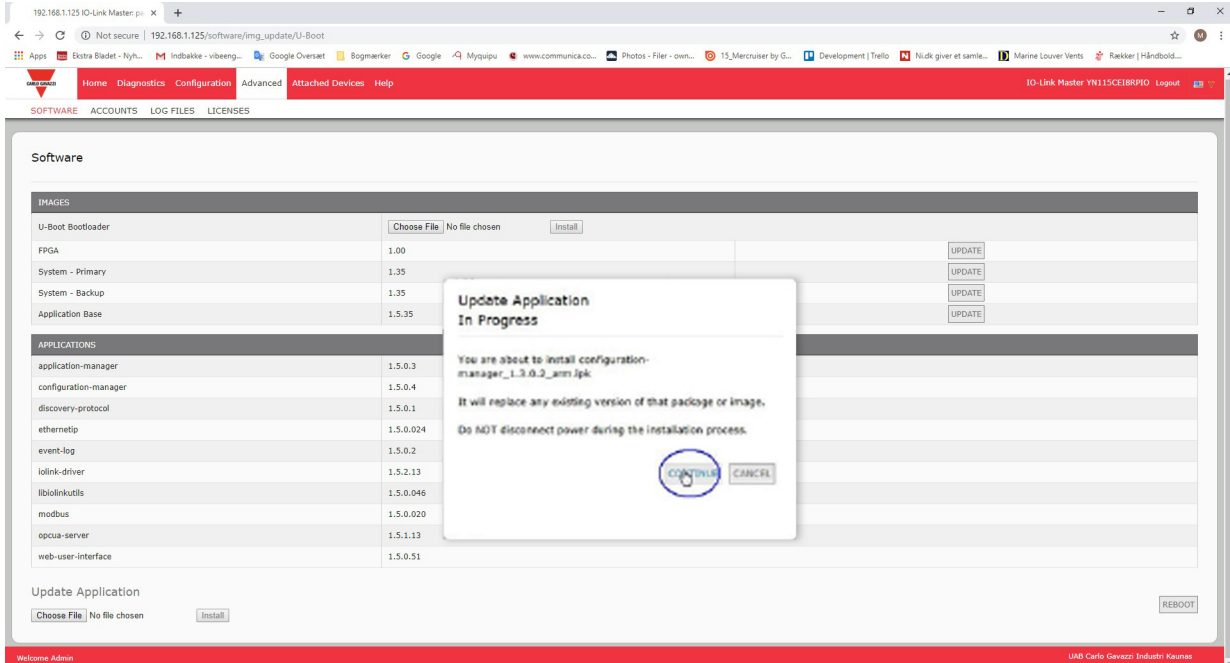 192.168.1.125 IO-Link Master: pa
Not secure | 192.168.1.125/software/img_update/U-Boot
Apps Ekstra Bladet - Nyh... Indbakke - vibeeng... Google Oversæt Bogmærker Google Myquipu www.communica.co... Photos - Filer - own... 15_Mercruiser by G... Development | Trello Ni.dk giver et samle... Marine Louver Vents Rækker | Håndbold....
CARLO GAVAZZI Home Diagnostics Configuration Advanced Attached Devices Help IO-Link Master YN115CEI8RPIO Logout
SOFTWARE ACCOUNTS LOG FILES LICENSES
Software
IMAGES
U-Boot Bootloader Choose File No file chosen Install
FPGA 1.00 UPDATE
System - Primary 1.35 UPDATE
System - Backup 1.35 UPDATE
Application Base 1.5.35 UPDATE
APPLICATIONS
application-manager 1.5.0.3
configuration-manager 1.5.0.4
discovery-protocol 1.5.0.1
ethernetip 1.5.0.024
event-log 1.5.0.2
iolink-driver 1.5.2.13
libiolinkutils 1.5.0.046
modbus 1.5.0.020
opcua-server 1.5.1.13
web-user-interface 1.5.0.51
Update Application
In Progress
You are about to install configuration-
manager_1.3.0.2_arm.lpk
It will replace any existing version of that package or image.
Do NOT disconnect power during the installation process.
CONTINUE CANCEL
Update Application
Choose File No file chosen Install
REBOOT
Welcome Admin UAB Carlo Gavazzi Industri Kaunas